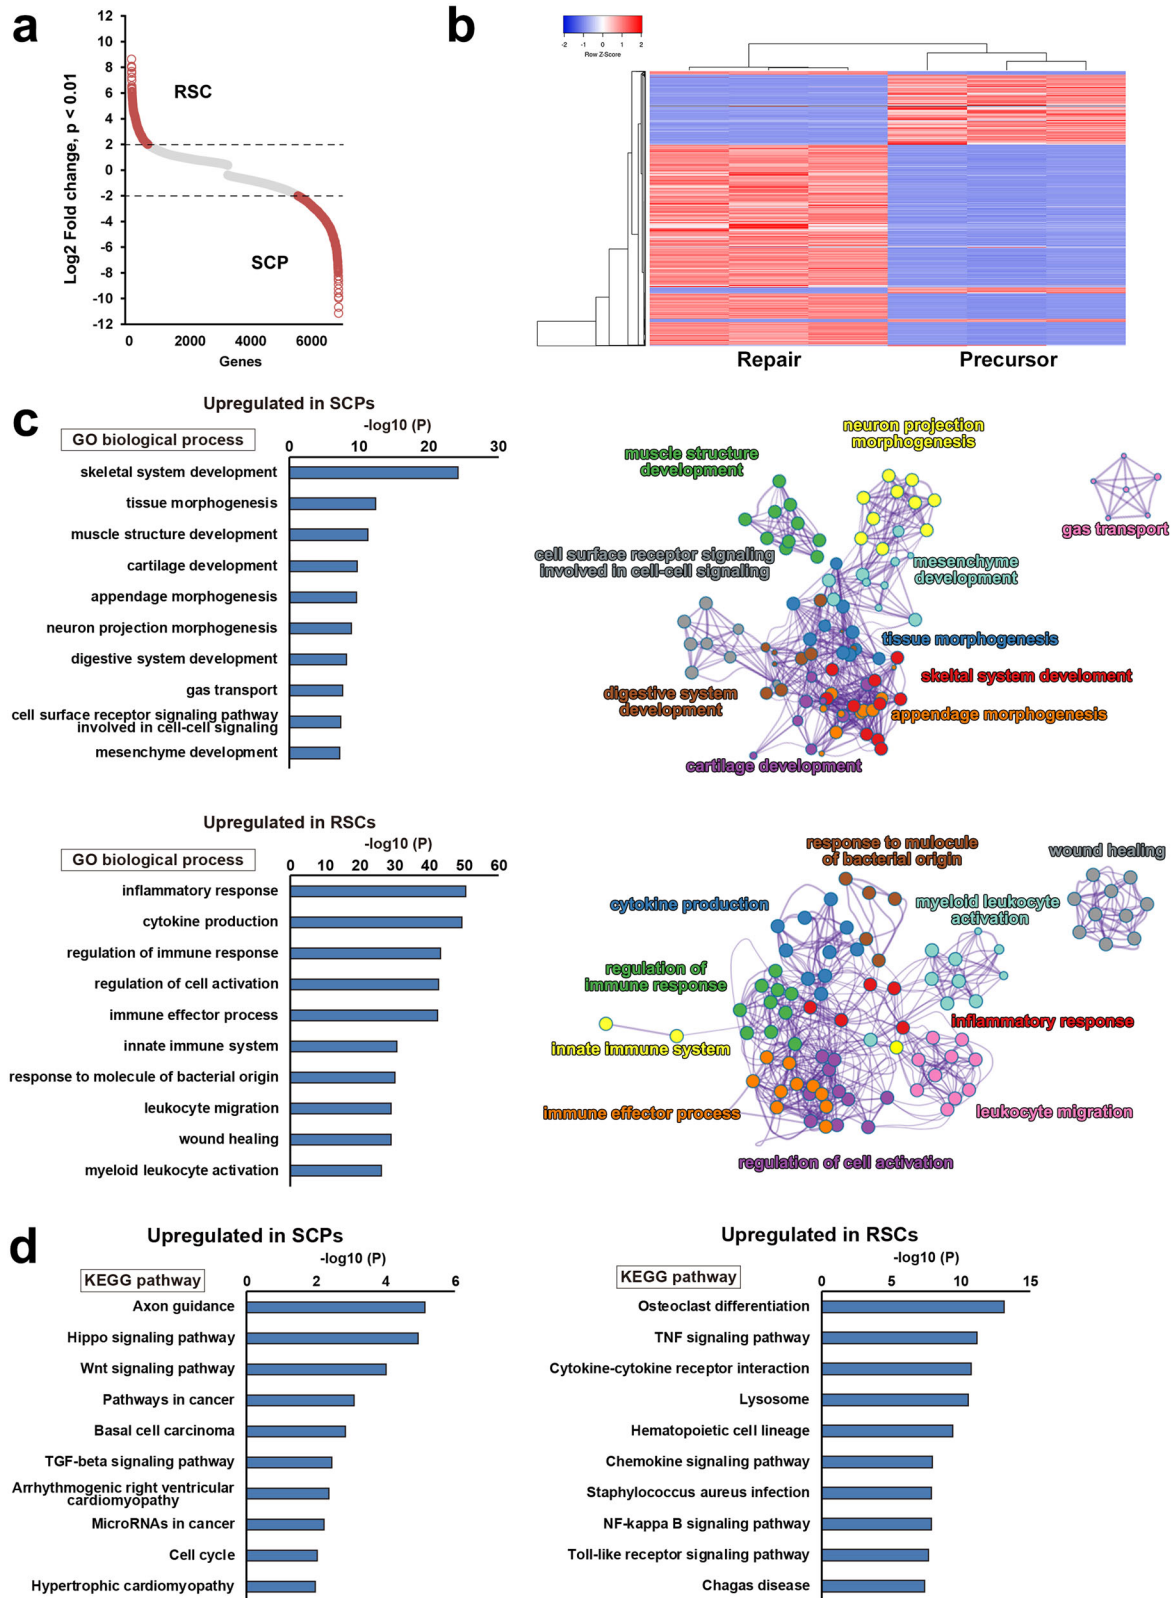 a
12
10
8
6
4
2
0
-2
-4
-6
-8
-10
-12
Log2 Fold change, p < 0.01
RSC
SCP
0 2000 4000 6000
Genes
b
-2 -1 0 1 2
Row Z-Score
Repair Precursor
c
Upregulated in SCPs
GO biological process
-log10 (P)
0 10 20 30
skeletal system development
tissue morphogenesis
muscle structure development
cartilage development
appendage morphogenesis
neuron projection morphogenesis
digestive system development
gas transport
cell surface receptor signaling pathway
involved in cell-cell signaling
mesenchyme development
neuron projection
morphogenesis
muscle structure
development
gas transport
cell surface receptor signaling
involved in cell-cell signaling
mesenchyme
development
tissue morphogenesis
skeltal system develoment
digestive system
development
appendage morphogenesis
cartilage development
Upregulated in RSCs
GO biological process
-log10 (P)
0 10 20 30 40 50 60
inflammatory response
cytokine production
regulation of immune response
regulation of cell activation
immune effector process
innate immune system
response to molecule of bacterial origin
leukocyte migration
wound healing
myeloid leukocyte activation
response to mulocule
of bacterial origin
wound healing
cytokine production
myeloid leukocyte
activation
regulation of
immune response
inflammatory response
innate immune system
immune effector process
leukocyte migration
regulation of cell activation
d
Upregulated in SCPs
-log10 (P)
KEGG pathway
0 2 4 6
Axon guidance
Hippo signaling pathway
Wnt signaling pathway
Pathways in cancer
Basal cell carcinoma
TGF-beta signaling pathway
Arrhythmogenic right ventricular
cardiomyopathy
MicroRNAs in cancer
Cell cycle
Hypertrophic cardiomyopathy
Upregulated in RSCs
-log10 (P)
KEGG pathway
0 5 10 15
Osteoclast differentiation
TNF signaling pathway
Cytokine-cytokine receptor interaction
Lysosome
Hematopoietic cell lineage
Chemokine signaling pathway
Staphylococcus aureus infection
NF-kappa B signaling pathway
Toll-like receptor signaling pathway
Chagas disease